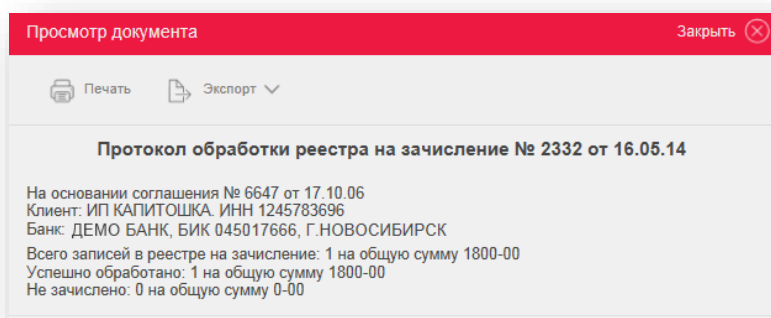 Просмотр документа Закрыть
Печать Экспорт
Протокол обработки реестра на зачисление № 2332 от 16.05.14
На основании соглашения № 6647 от 17.10.06
Клиент: ИП КАПИТОШКА. ИНН 1245783696
Банк: ДЕМО БАНК, БИК 045017666, Г.НОВОСИБИРСК
Всего записей в реестре на зачисление: 1 на общую сумму 1800-00
Успешно обработано: 1 на общую сумму 1800-00
Не зачислено: 0 на общую сумму 0-00